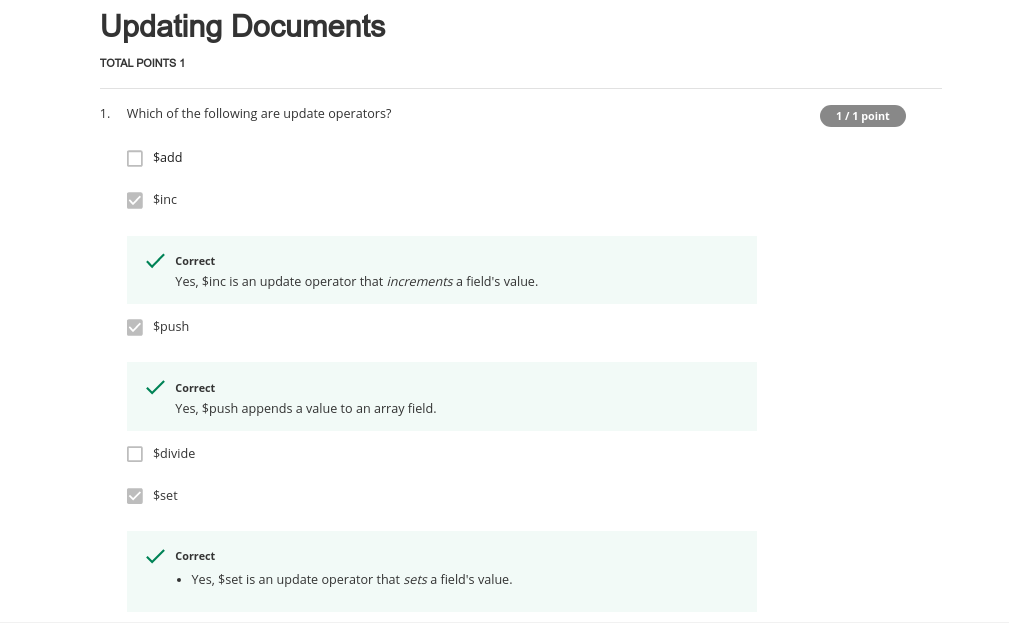 Updating Documents
TOTAL POINTS 1
1. Which of the following are update operators?
1 / 1 point
$add
$inc
Correct
Yes, $inc is an update operator that increments a field's value.
$push
Correct
Yes, $push appends a value to an array field.
$divide
$set
Correct
• Yes, $set is an update operator that sets a field's value.